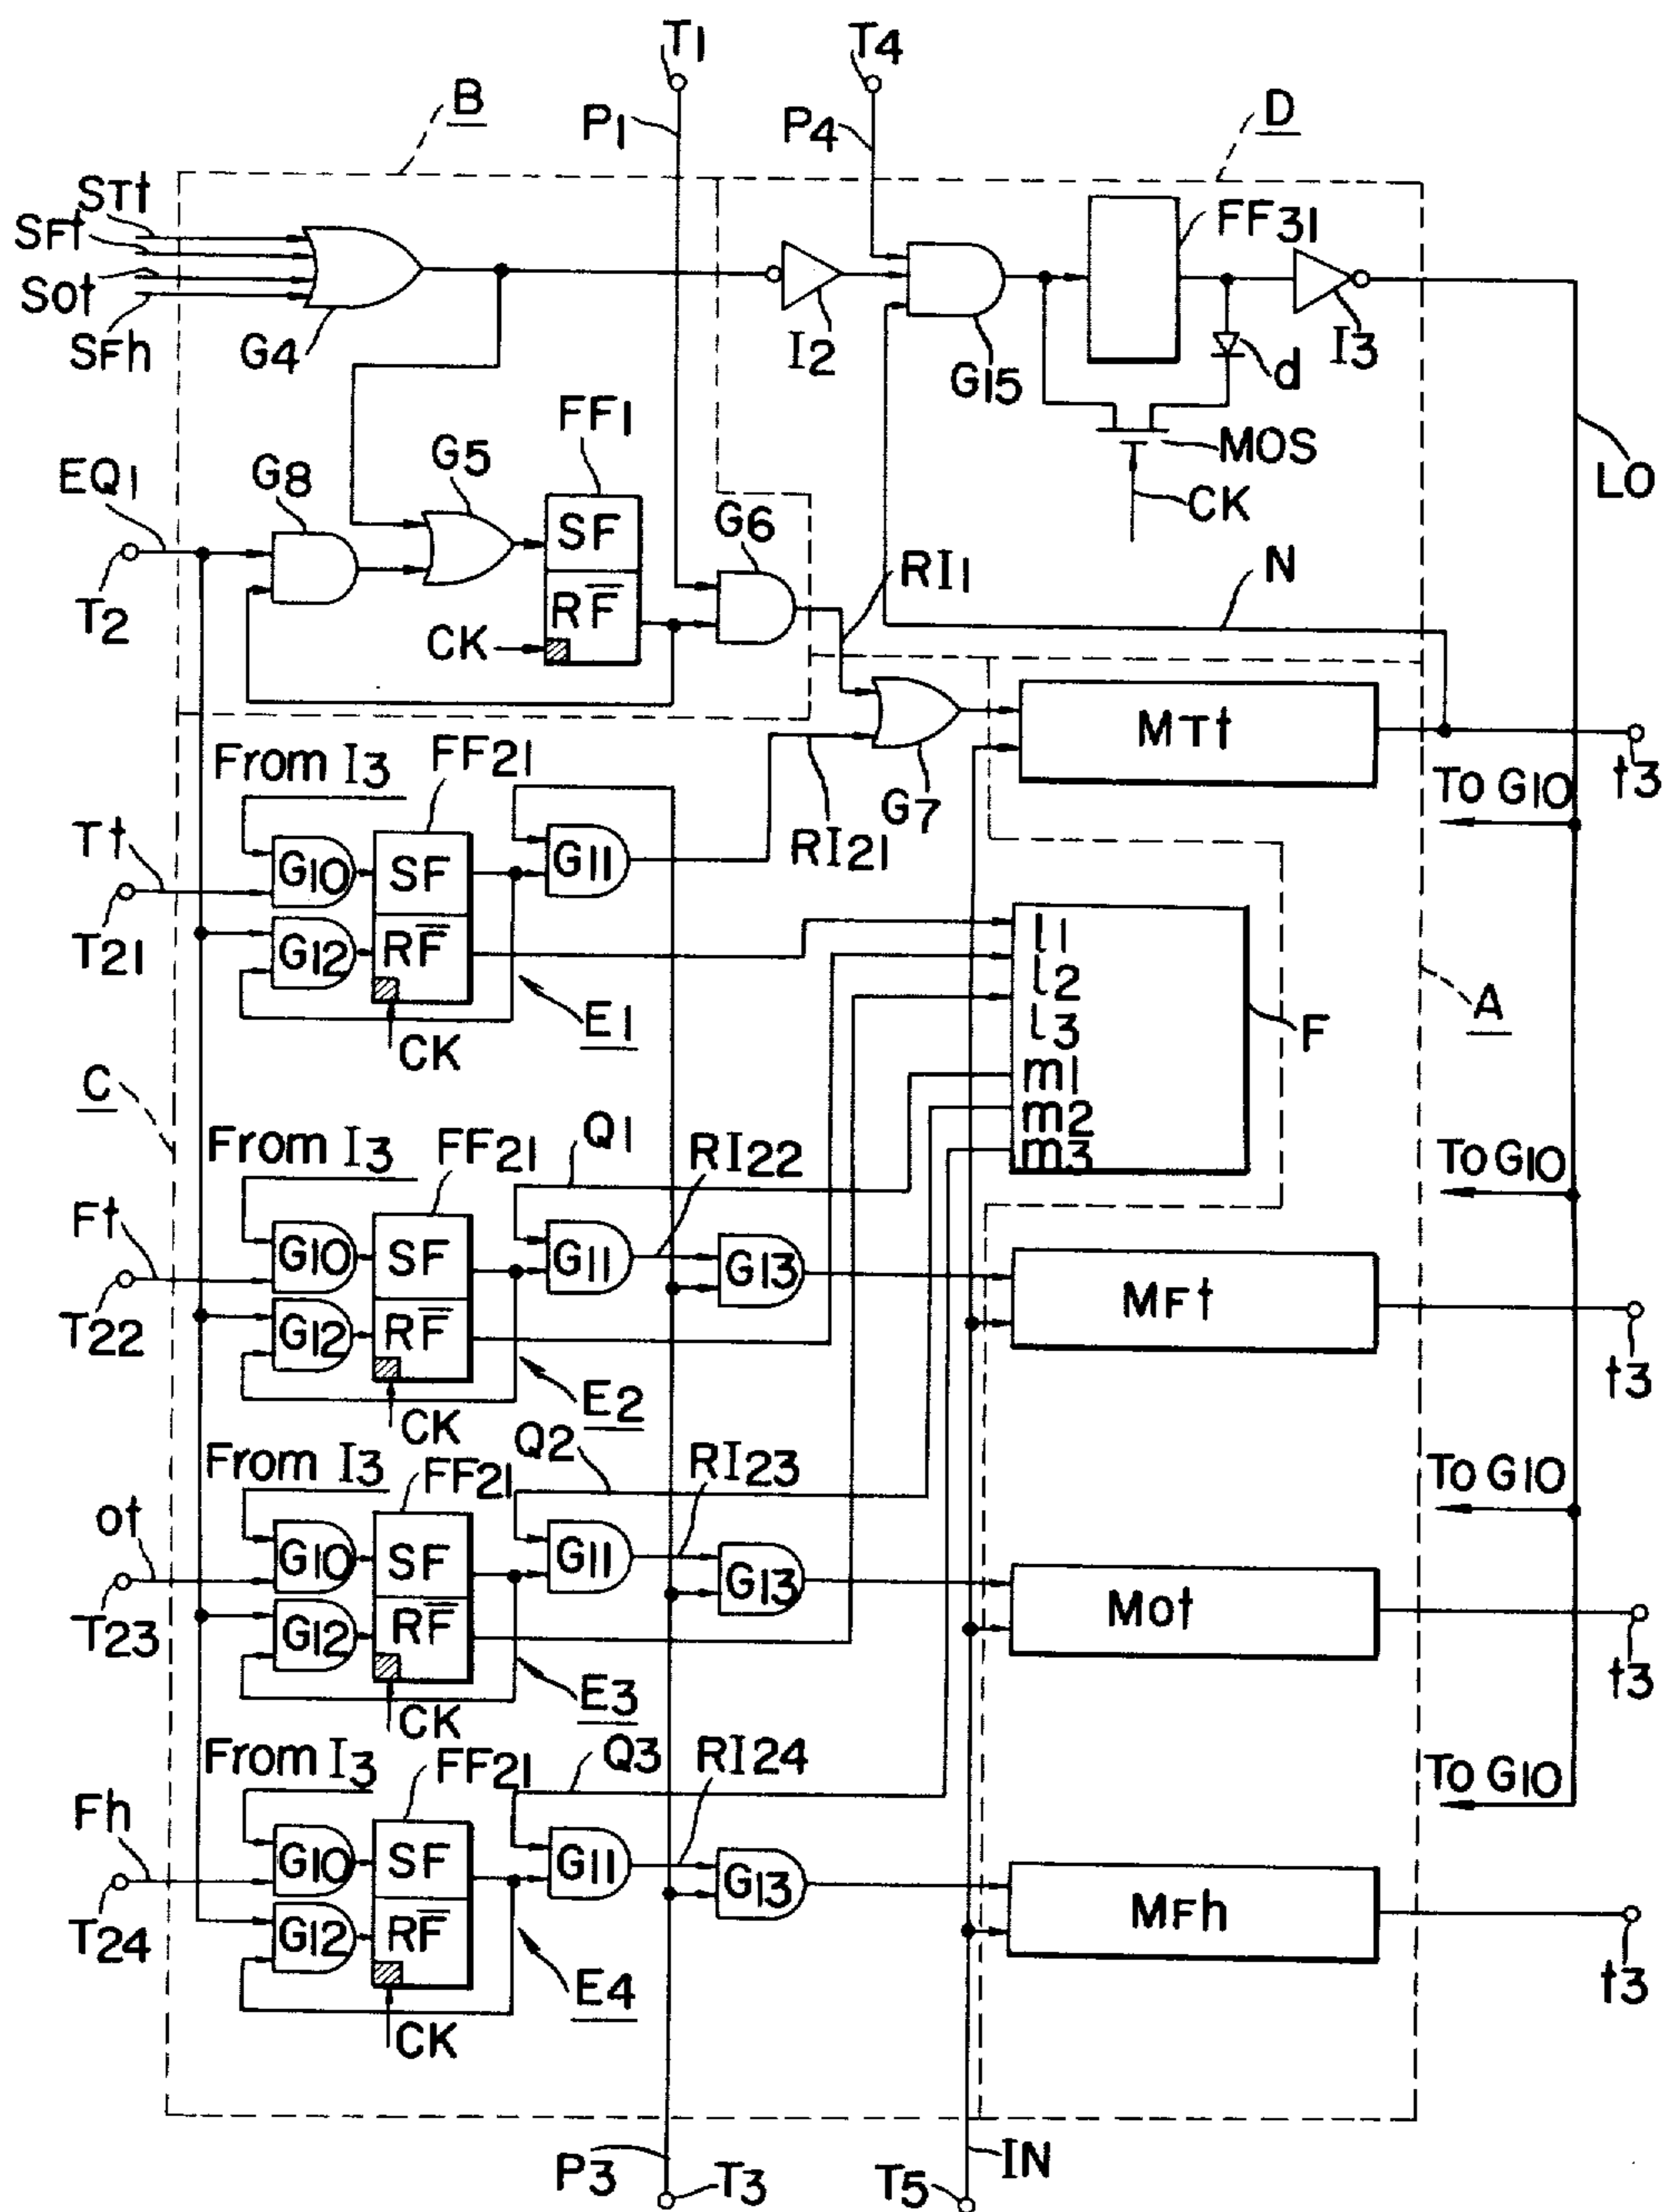 T1
T4
B
D
P1
P4
STt
SFt
Sot
SFh
G4
I2
G15
FF31
d
I3
MOS
CK
LO
EQ1
G8
G5
FF1
SF
RF̅
CK
T2
G6
RI1
N
From I3
FF21
G7
MTt
t3
To G10
Tt
T21
G10
G12
SF
RF̅
CK
G11
RI21
E1
l1
l2
l3
m1
m2
m3
F
A
C
From I3
FF21
Q1
RI22
To G10
Ft
T22
G10
G12
SF
RF̅
CK
G11
G13
MFt
t3
E2
From I3
FF21
Q2
RI23
To G10
ot
T23
G10
G12
SF
RF̅
CK
G11
G13
Mot
t3
E3
From I3
FF21
Q3
RI24
To G10
Fh
T24
G10
G12
SF
RF̅
CK
G11
G13
MFh
t3
E4
P3
T3
T5
IN